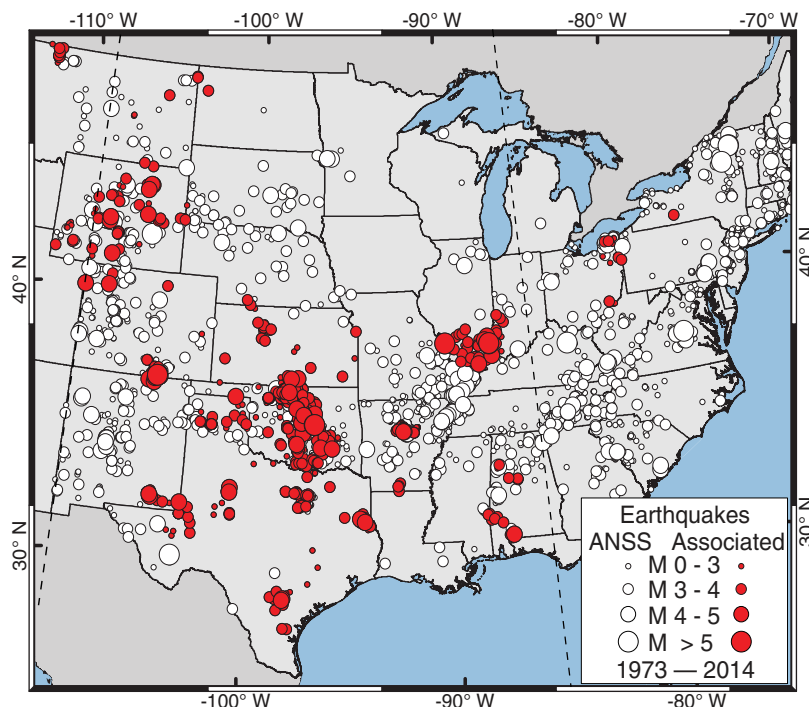 -110° W -100° W -90° W -80° W -70° W
40° N
40° N
30° N
30° N
Earthquakes
ANSS Associated
M 0 - 3
M 3 - 4
M 4 - 5
M > 5
1973 — 2014
-100° W -90° W -80° W